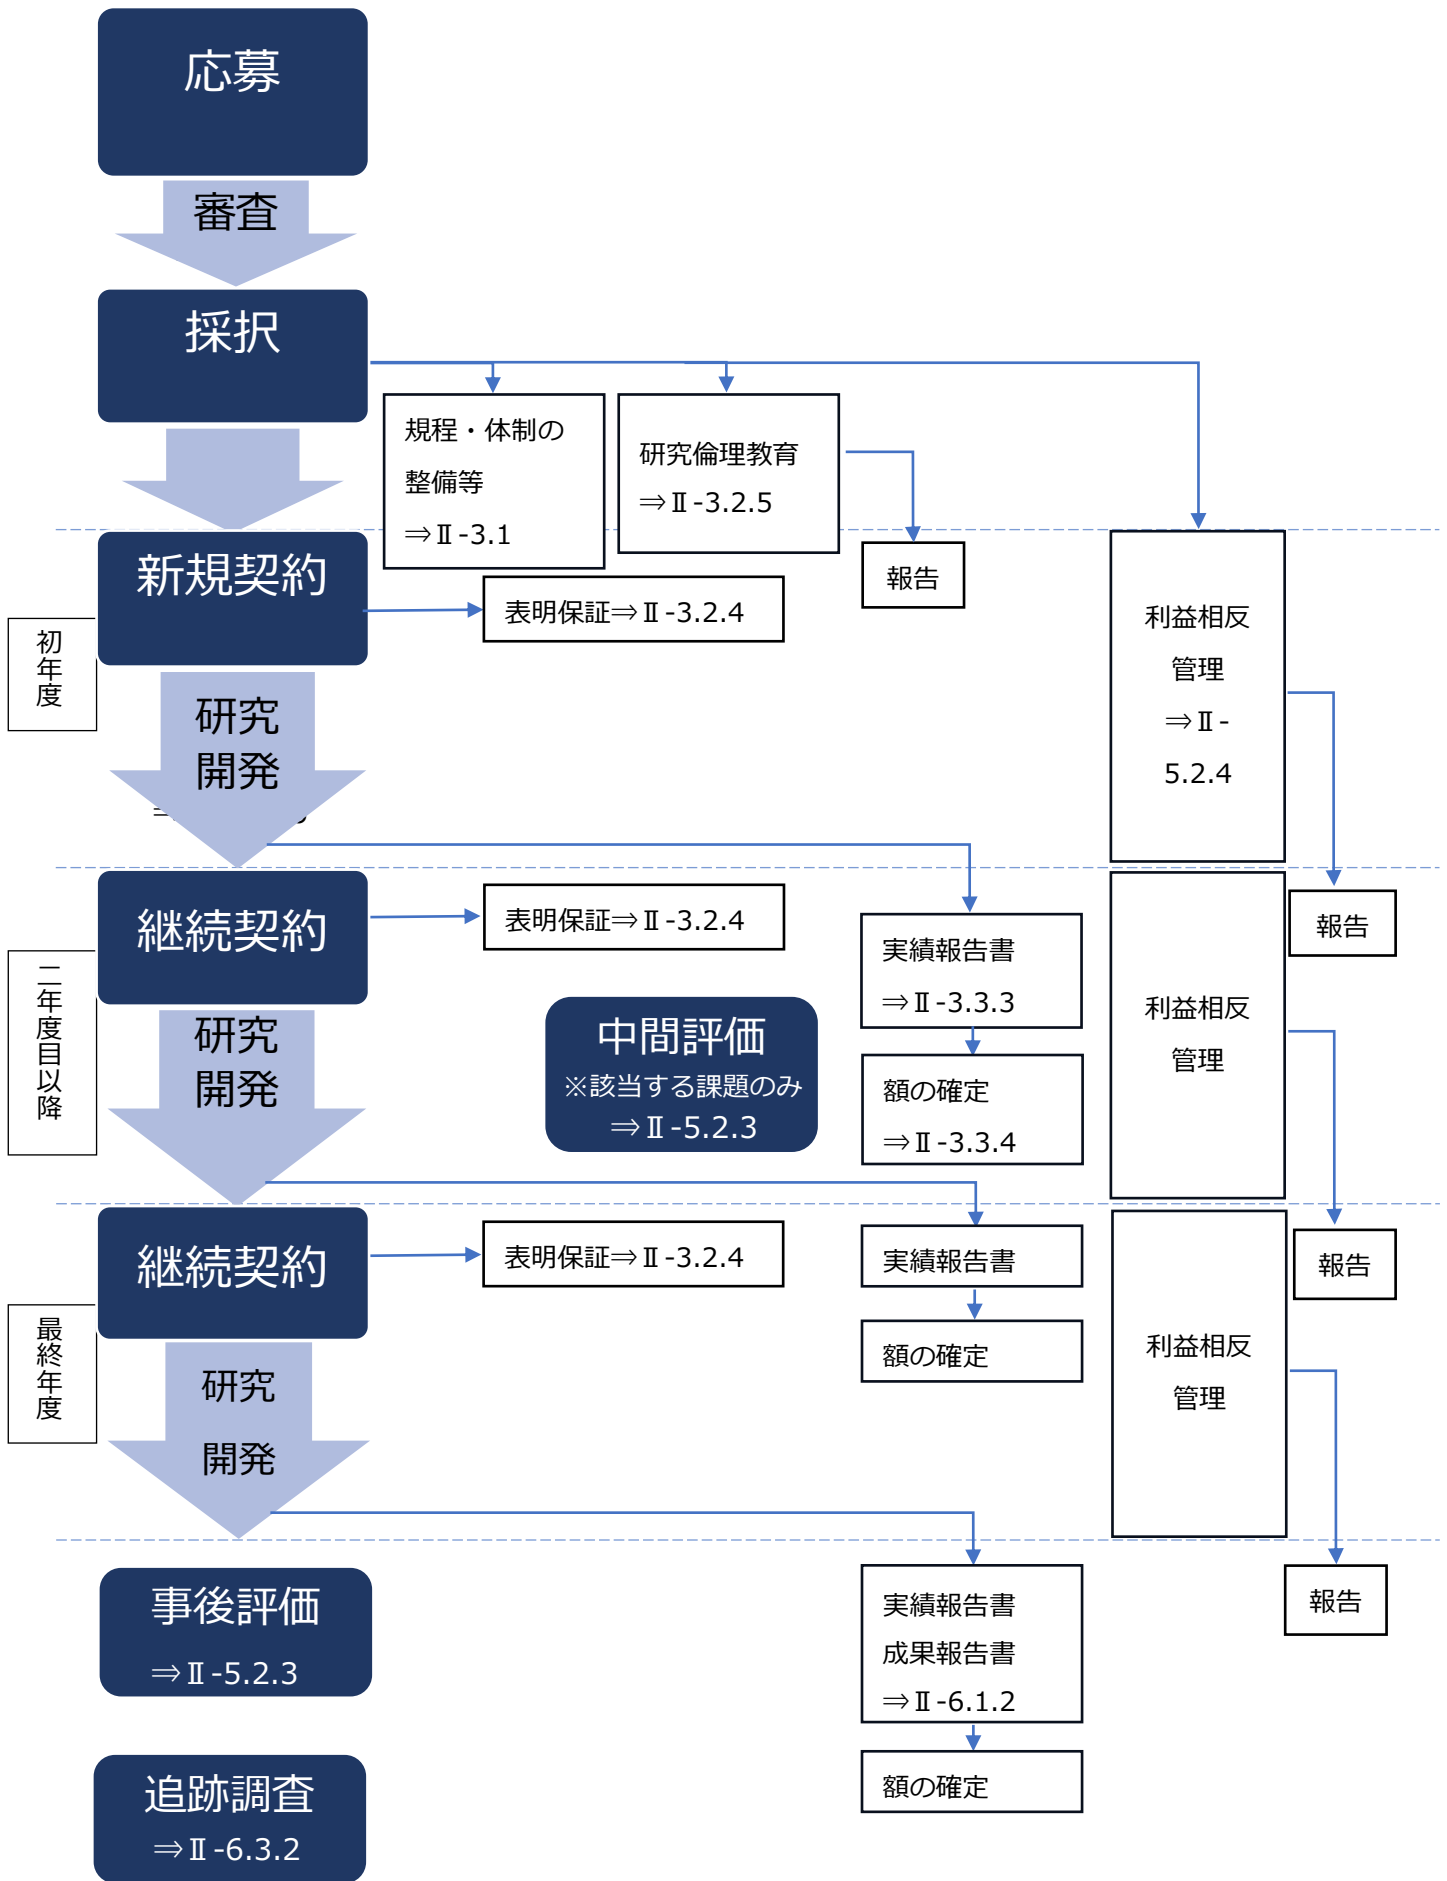 応募
審査
採択
規程・体制の
整備等
⇒Ⅱ-3.1
研究倫理教育
⇒Ⅱ-3.2.5
報告
新規契約
表明保証⇒Ⅱ-3.2.4
初年度
利益相反
管理
⇒Ⅱ-
5.2.4
研究
開発
報告
継続契約
表明保証⇒Ⅱ-3.2.4
実績報告書
⇒Ⅱ-3.3.3
二年度目以降
利益相反
管理
研究
開発
中間評価
※該当する課題のみ
⇒Ⅱ-5.2.3
額の確定
⇒Ⅱ-3.3.4
報告
継続契約
表明保証⇒Ⅱ-3.2.4
実績報告書
額の確定
最終年度
利益相反
管理
研究
開発
報告
事後評価
⇒Ⅱ-5.2.3
実績報告書
成果報告書
⇒Ⅱ-6.1.2
額の確定
追跡調査
⇒Ⅱ-6.3.2